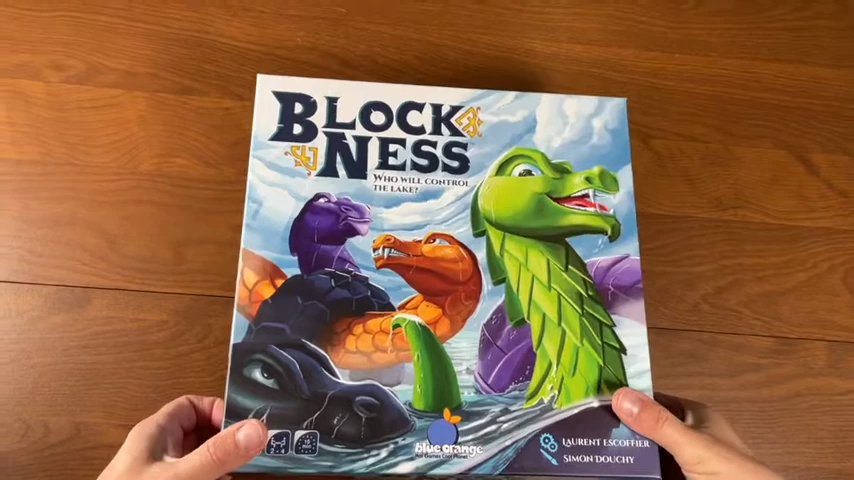 BLOCK
NESS
WHO WILL CONTROL
THE LAKE?
blue orange
LAURENT ESCOFFIER
SIMON DOUCHY